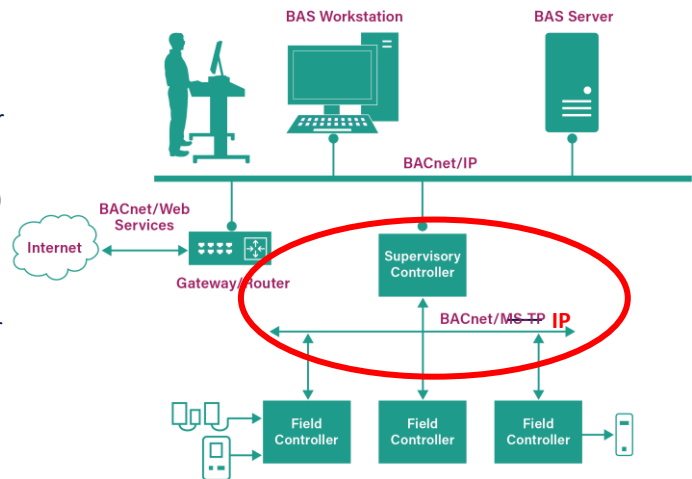 BAS Workstation
BAS Server
BACnet/IP
BACnet/Web
Services
Internet
Gateway/Router
Supervisory
Controller
BACnet/MS-TP IP
Field
Controller
Field
Controller
Field
Controller